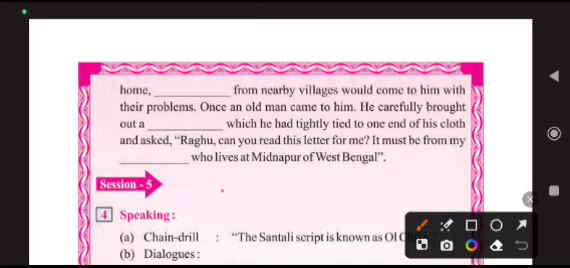 home, ______________ from nearby villages would come to him with
their problems. Once an old man came to him. He carefully brought
out a ______________ which he had tightly tied to one end of his cloth
and asked, “Raghu, can you read this letter for me? It must be from my
______________ who lives at Midnapur of West Bengal”.
Session - 5
4 Speaking :
(a) Chain-drill : “The Santali script is known as Ol
(b) Dialogues :